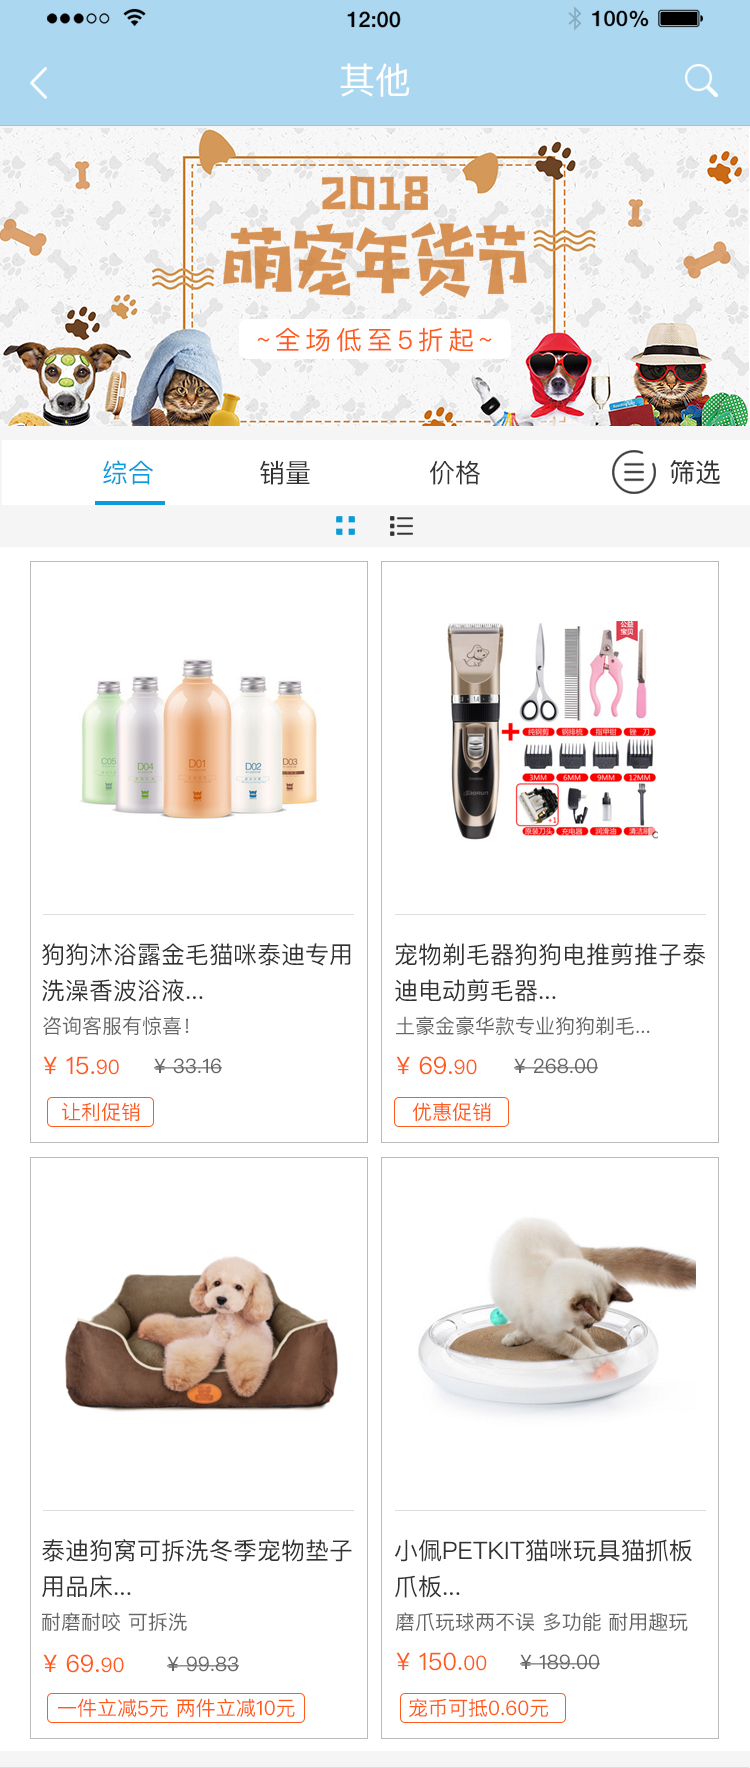 12:00
100%
其他
2018
萌宠年货节
~全场低至5折起~
综合
销量
价格
筛选
C05
D04
D01
D02
D03
公益
宝贝
纯钢剪
钢排梳
指甲钳
锉 刀
3MM
6MM
9MM
12MM
+1
原装刀头
充电器
润滑油
狗狗沐浴露金毛猫咪泰迪专用
洗澡香波浴液...
咨询客服有惊喜!
¥ 15.90
¥ 33.16
让利促销
宠物剃毛器狗狗电推剪推子泰
迪电动剪毛器...
土豪金豪华款专业狗狗剃毛...
¥ 69.90
¥ 268.00
优惠促销
泰迪狗窝可拆洗冬季宠物垫子
用品床...
耐磨耐咬 可拆洗
¥ 69.90
¥ 99.83
一件立减5元 两件立减10元
小佩PETKIT猫咪玩具猫抓板
爪板...
磨爪玩球两不误 多功能 耐用趣玩
¥ 150.00
¥ 189.00
宠币可抵0.60元